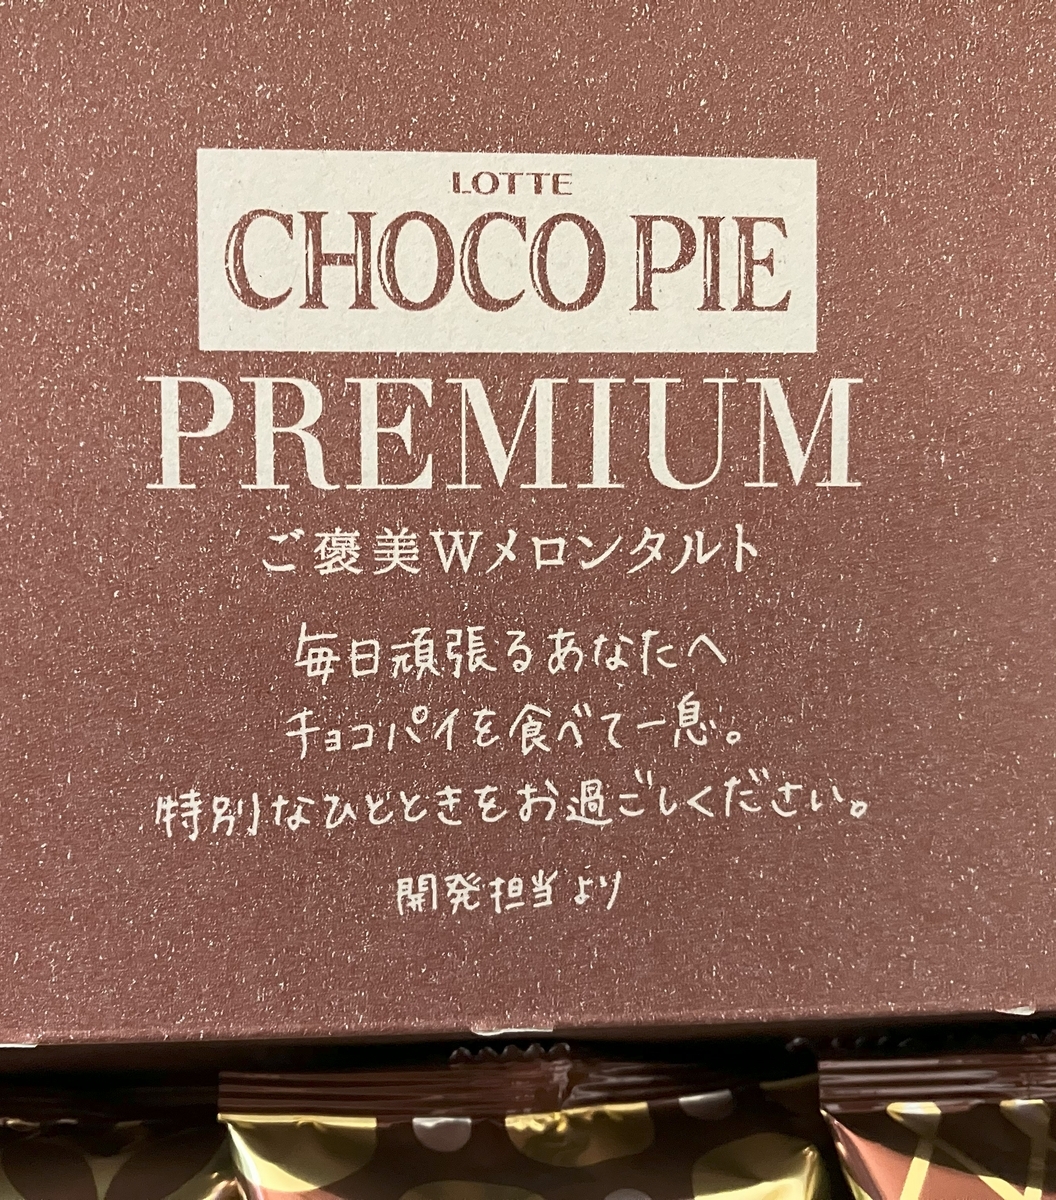 LOTTE
CHOCO PIE
PREMIUM
ご褒美Wメロンタルト
毎日頑張るあなたへ
チョコパイを食べて一息。
特別なひとときをお過ごしください。
開発担当より